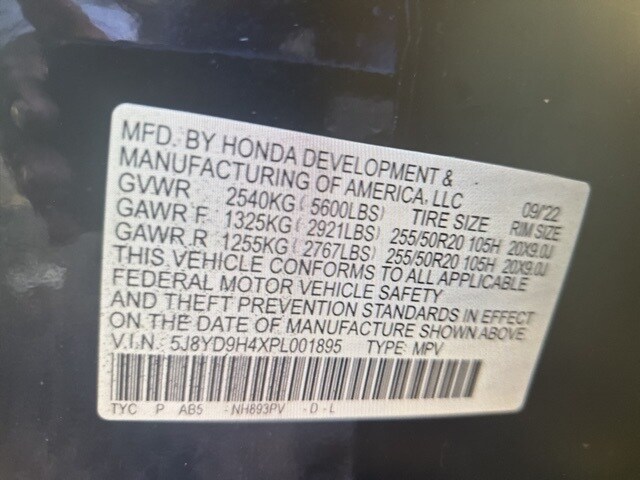 MFD. BY HONDA DEVELOPMENT &
MANUFACTURING OF AMERICA, LLC 09/22
GVWR 2540KG ( 5600LBS) TIRE SIZE RIM SIZE
GAWR F 1325KG ( 2921LBS) 255/50R20 105H 20X9.0J
GAWR R 1255KG ( 2767LBS) 255/50R20 105H 20X9.0J
THIS VEHICLE CONFORMS TO ALL APPLICABLE
FEDERAL MOTOR VEHICLE SAFETY
AND THEFT PREVENTION STANDARDS IN EFFECT
ON THE DATE OF MANUFACTURE SHOWN ABOVE.
V.I.N. 5J8YD9H4XPL001895 TYPE: MPV
TYC P AB5 -NH893PV -D-L